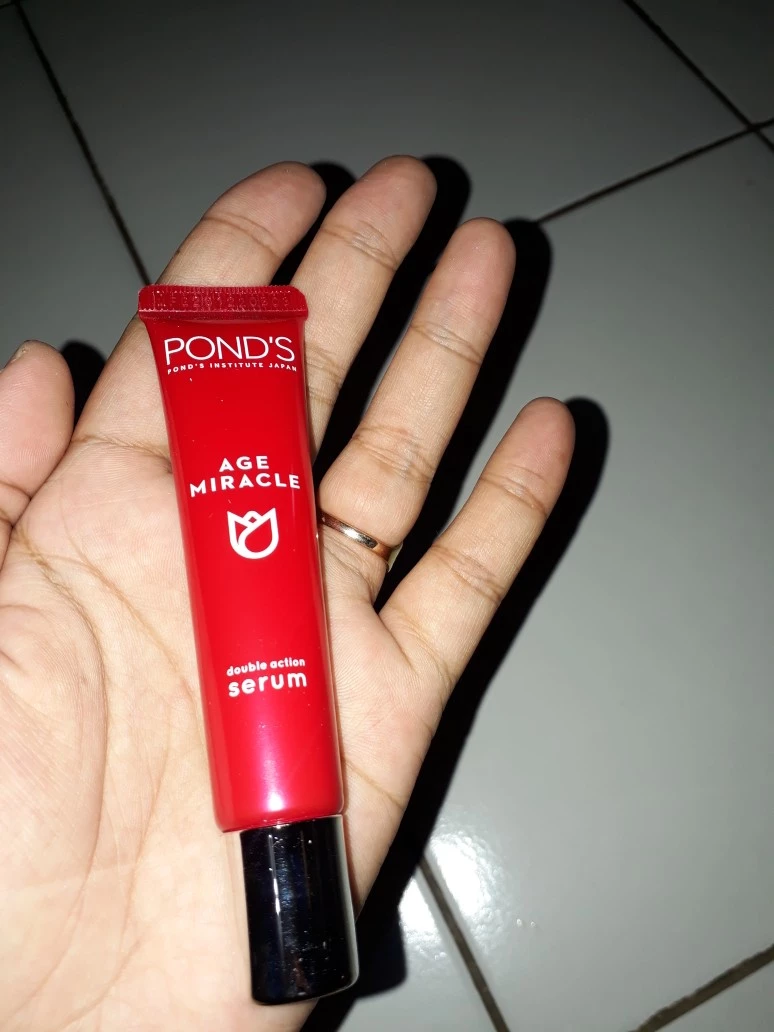 POND'S
POND'S INSTITUTE JAPAN
AGE
MIRACLE
double action
serum